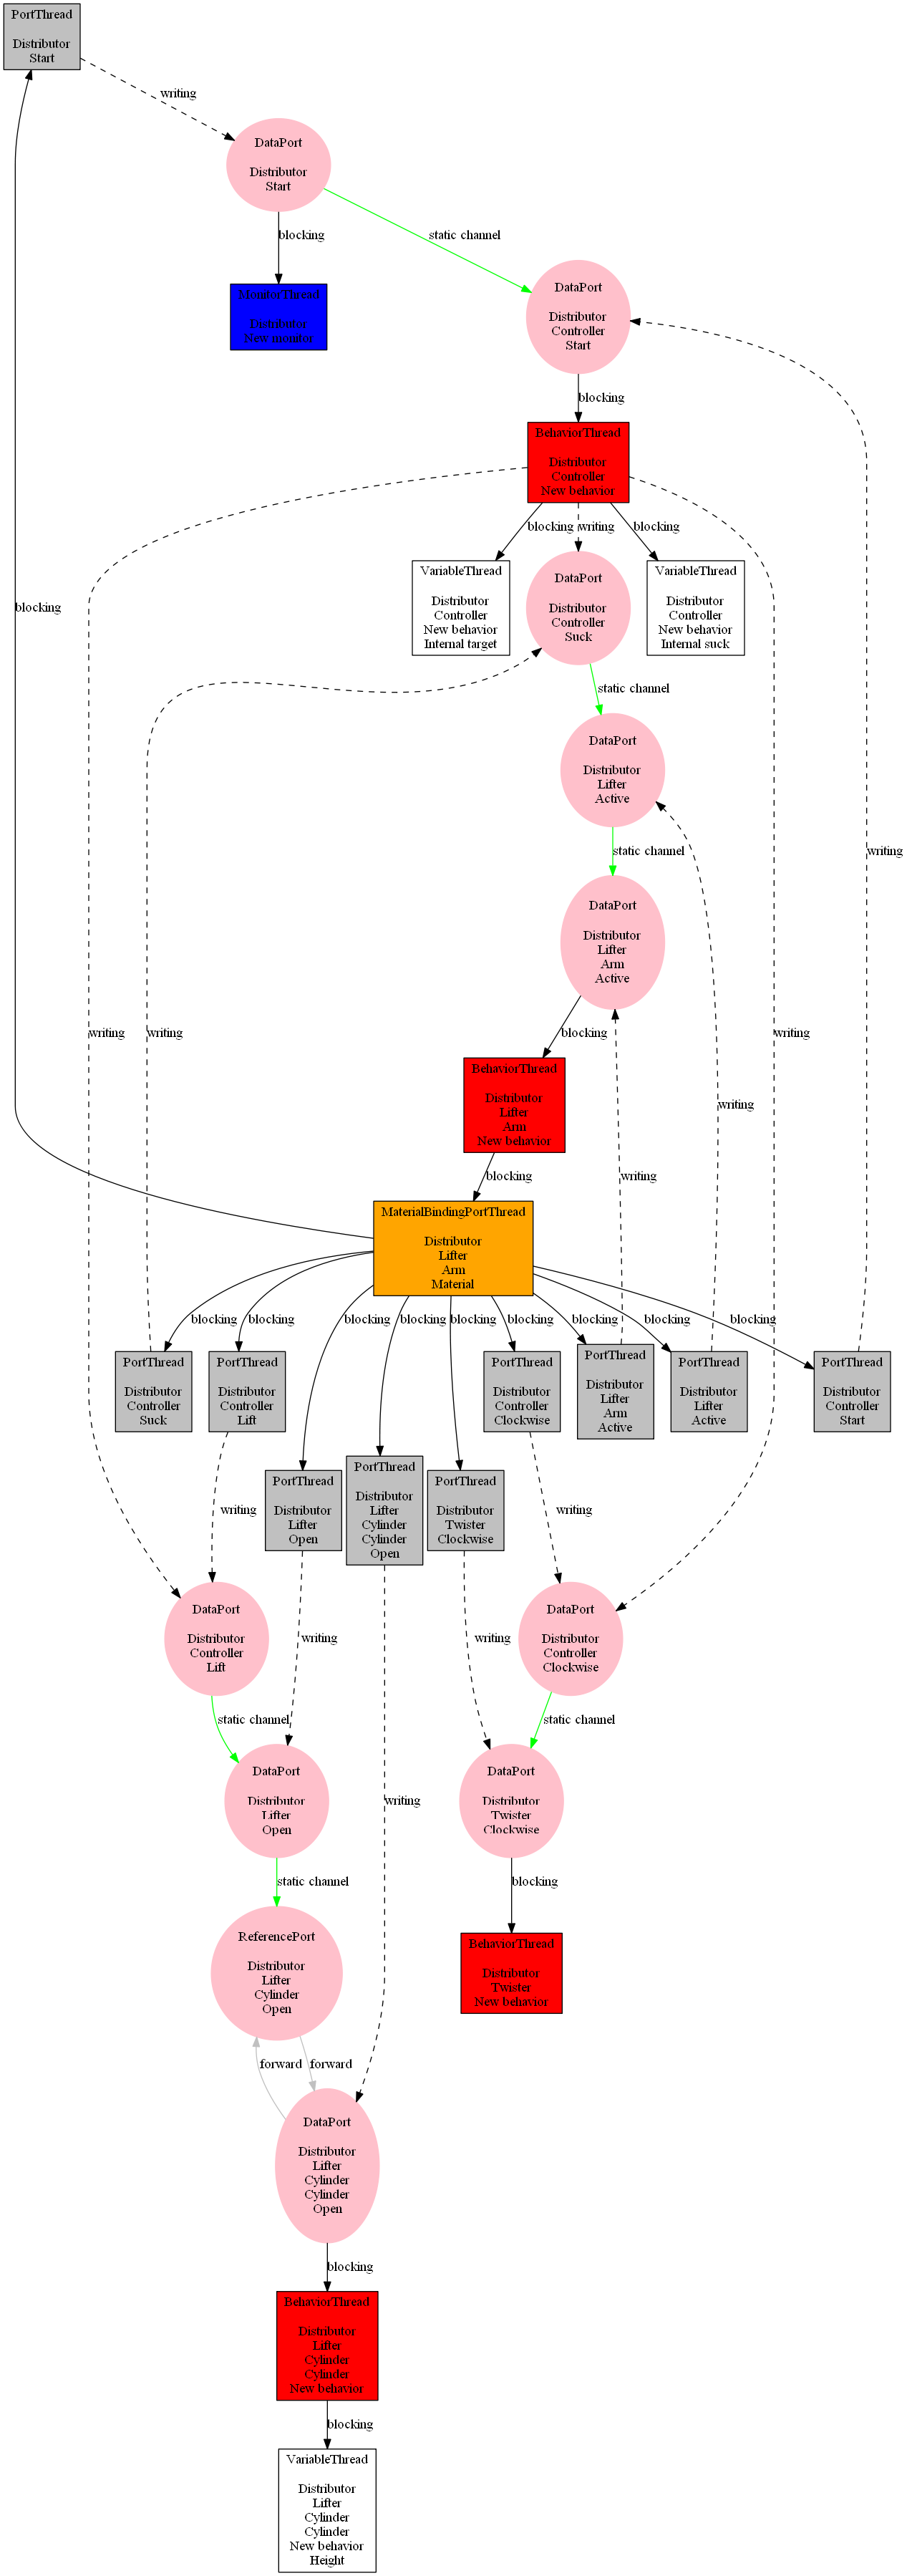 PortThread
Distributor
Start
writing
DataPort
Distributor
Start
blocking
static channel
MonitorThread
Distributor
New monitor
DataPort
Distributor
Controller
Start
blocking
BehaviorThread
Distributor
Controller
New behavior
blocking
writing
blocking
VariableThread
Distributor
Controller
New behavior
Internal target
DataPort
Distributor
Controller
Suck
VariableThread
Distributor
Controller
New behavior
Internal suck
blocking
static channel
DataPort
Distributor
Lifter
Active
static channel
writing
DataPort
Distributor
Lifter
Arm
Active
writing
writing
blocking
writing
BehaviorThread
Distributor
Lifter
Arm
New behavior
writing
blocking
writing
MaterialBindingPortThread
Distributor
Lifter
Arm
Material
blocking
blocking
blocking
blocking
blocking
blocking
blocking
blocking
blocking
PortThread
Distributor
Controller
Suck
PortThread
Distributor
Controller
Lift
PortThread
Distributor
Controller
Clockwise
PortThread
Distributor
Lifter
Arm
Active
PortThread
Distributor
Lifter
Active
PortThread
Distributor
Controller
Start
PortThread
Distributor
Lifter
Open
PortThread
Distributor
Lifter
Cylinder
Cylinder
Open
PortThread
Distributor
Twister
Clockwise
writing
writing
DataPort
Distributor
Controller
Lift
writing
writing
DataPort
Distributor
Controller
Clockwise
static channel
static channel
DataPort
Distributor
Lifter
Open
writing
DataPort
Distributor
Twister
Clockwise
static channel
blocking
ReferencePort
Distributor
Lifter
Cylinder
Open
BehaviorThread
Distributor
Twister
New behavior
forward
forward
DataPort
Distributor
Lifter
Cylinder
Cylinder
Open
blocking
BehaviorThread
Distributor
Lifter
Cylinder
Cylinder
New behavior
blocking
VariableThread
Distributor
Lifter
Cylinder
Cylinder
New behavior
Height